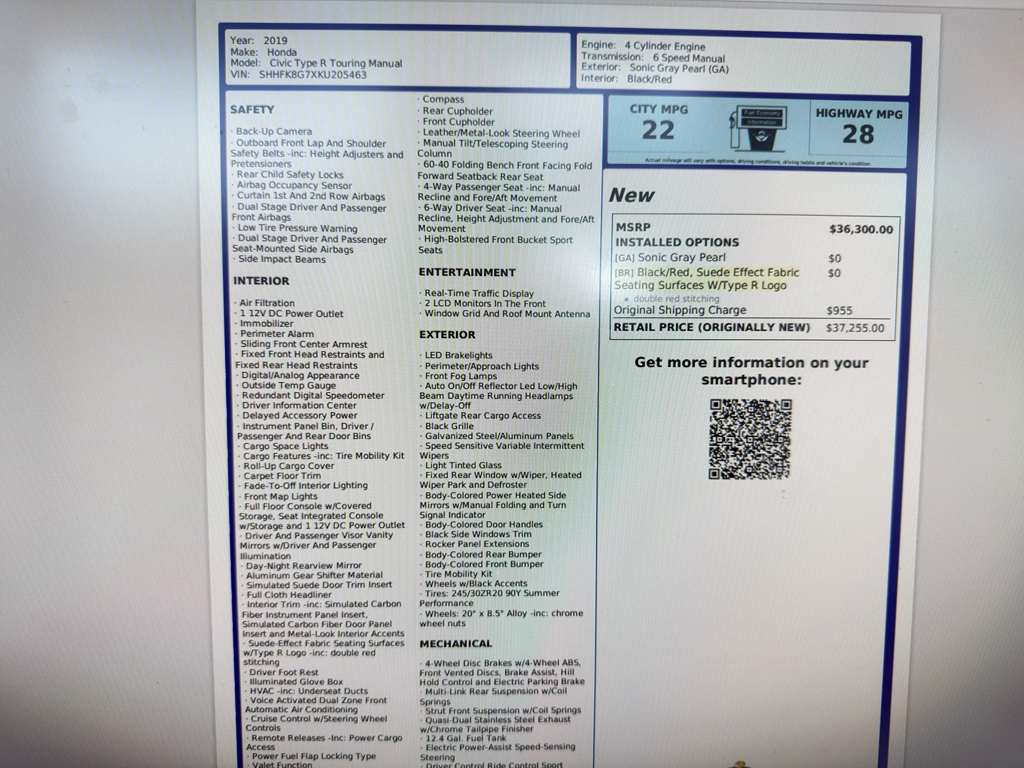 Year: 2019
Make: Honda
Model: Civic Type R Touring Manual
VIN: SHHFK8G7XKU205463
Engine: 4 Cylinder Engine
Transmission: 6 Speed Manual
Exterior: Sonic Gray Pearl (GA)
Interior: Black/Red
SAFETY
· Back-Up Camera
· Outboard Front Lap And Shoulder
Safety Belts -inc: Height Adjusters and
Pretensioners
· Rear Child Safety Locks
· Airbag Occupancy Sensor
· Curtain 1st And 2nd Row Airbags
· Dual Stage Driver And Passenger
Front Airbags
· Low Tire Pressure Warning
· Dual Stage Driver And Passenger
Seat-Mounted Side Airbags
· Side Impact Beams
INTERIOR
· Air Filtration
· 1 12V DC Power Outlet
· Immobilizer
· Perimeter Alarm
· Sliding Front Center Armrest
· Fixed Front Head Restraints and
Fixed Rear Head Restraints
· Digital/Analog Appearance
· Outside Temp Gauge
· Redundant Digital Speedometer
· Driver Information Center
· Delayed Accessory Power
· Instrument Panel Bin, Driver /
Passenger And Rear Door Bins
· Cargo Space Lights
· Cargo Features -inc: Tire Mobility Kit
· Roll-Up Cargo Cover
· Carpet Floor Trim
· Fade-To-Off Interior Lighting
· Front Map Lights
· Full Floor Console w/Covered
Storage, Seat Integrated Console
w/Storage and 1 12V DC Power Outlet
· Driver And Passenger Visor Vanity
Mirrors w/Driver And Passenger
Illumination
· Day-Night Rearview Mirror
· Aluminum Gear Shifter Material
· Simulated Suede Door Trim Insert
· Full Cloth Headliner
· Interior Trim -inc: Simulated Carbon
Fiber Instrument Panel Insert,
Simulated Carbon Fiber Door Panel
Insert and Metal-Look Interior Accents
· Suede-Effect Fabric Seating Surfaces
w/Type R Logo -inc: double red
stitching
· Driver Foot Rest
· Illuminated Glove Box
· HVAC -inc: Underseat Ducts
· Voice Activated Dual Zone Front
Automatic Air Conditioning
· Cruise Control w/Steering Wheel
Controls
· Remote Releases -Inc: Power Cargo
Access
· Power Fuel Flap Locking Type
· Valet Function
· Compass
· Rear Cupholder
· Front Cupholder
· Leather/Metal-Look Steering Wheel
· Manual Tilt/Telescoping Steering
Column
· 60-40 Folding Bench Front Facing Fold
Forward Seatback Rear Seat
· 4-Way Passenger Seat -inc: Manual
Recline and Fore/Aft Movement
· 6-Way Driver Seat -inc: Manual
Recline, Height Adjustment and Fore/Aft
Movement
· High-Bolstered Front Bucket Sport
Seats
ENTERTAINMENT
· Real-Time Traffic Display
· 2 LCD Monitors In The Front
· Window Grid And Roof Mount Antenna
EXTERIOR
· LED Brakelights
· Perimeter/Approach Lights
· Front Fog Lamps
· Auto On/Off Reflector Led Low/High
Beam Daytime Running Headlamps
w/Delay-Off
· Liftgate Rear Cargo Access
· Black Grille
· Galvanized Steel/Aluminum Panels
· Speed Sensitive Variable Intermittent
Wipers
· Light Tinted Glass
· Fixed Rear Window w/Wiper, Heated
Wiper Park and Defroster
· Body-Colored Power Heated Side
Mirrors w/Manual Folding and Turn
Signal Indicator
· Body-Colored Door Handles
· Black Side Windows Trim
· Rocker Panel Extensions
· Body-Colored Rear Bumper
· Body-Colored Front Bumper
· Tire Mobility Kit
· Wheels w/Black Accents
· Tires: 245/30ZR20 90Y Summer
Performance
· Wheels: 20" x 8.5" Alloy -inc: chrome
wheel nuts
MECHANICAL
· 4-Wheel Disc Brakes w/4-Wheel ABS,
Front Vented Discs, Brake Assist, Hill
Hold Control and Electric Parking Brake
· Multi-Link Rear Suspension w/Coil
Springs
· Strut Front Suspension w/Coil Springs
· Quasi-Dual Stainless Steel Exhaust
w/Chrome Tailpipe Finisher
· 12.4 Gal. Fuel Tank
· Electric Power-Assist Speed-Sensing
Steering
· Driver Control Ride Control Sport
CITY MPG
22
Fuel Economy
Information
HIGHWAY MPG
28
Actual mileage will vary with options, driving conditions, driving habits and vehicle's condition
New
MSRP $36,300.00
INSTALLED OPTIONS
[GA] Sonic Gray Pearl $0
[BR] Black/Red, Suede Effect Fabric $0
Seating Surfaces W/Type R Logo
• double red stitching
Original Shipping Charge $955
RETAIL PRICE (ORIGINALLY NEW) $37,255.00
Get more information on your
smartphone: